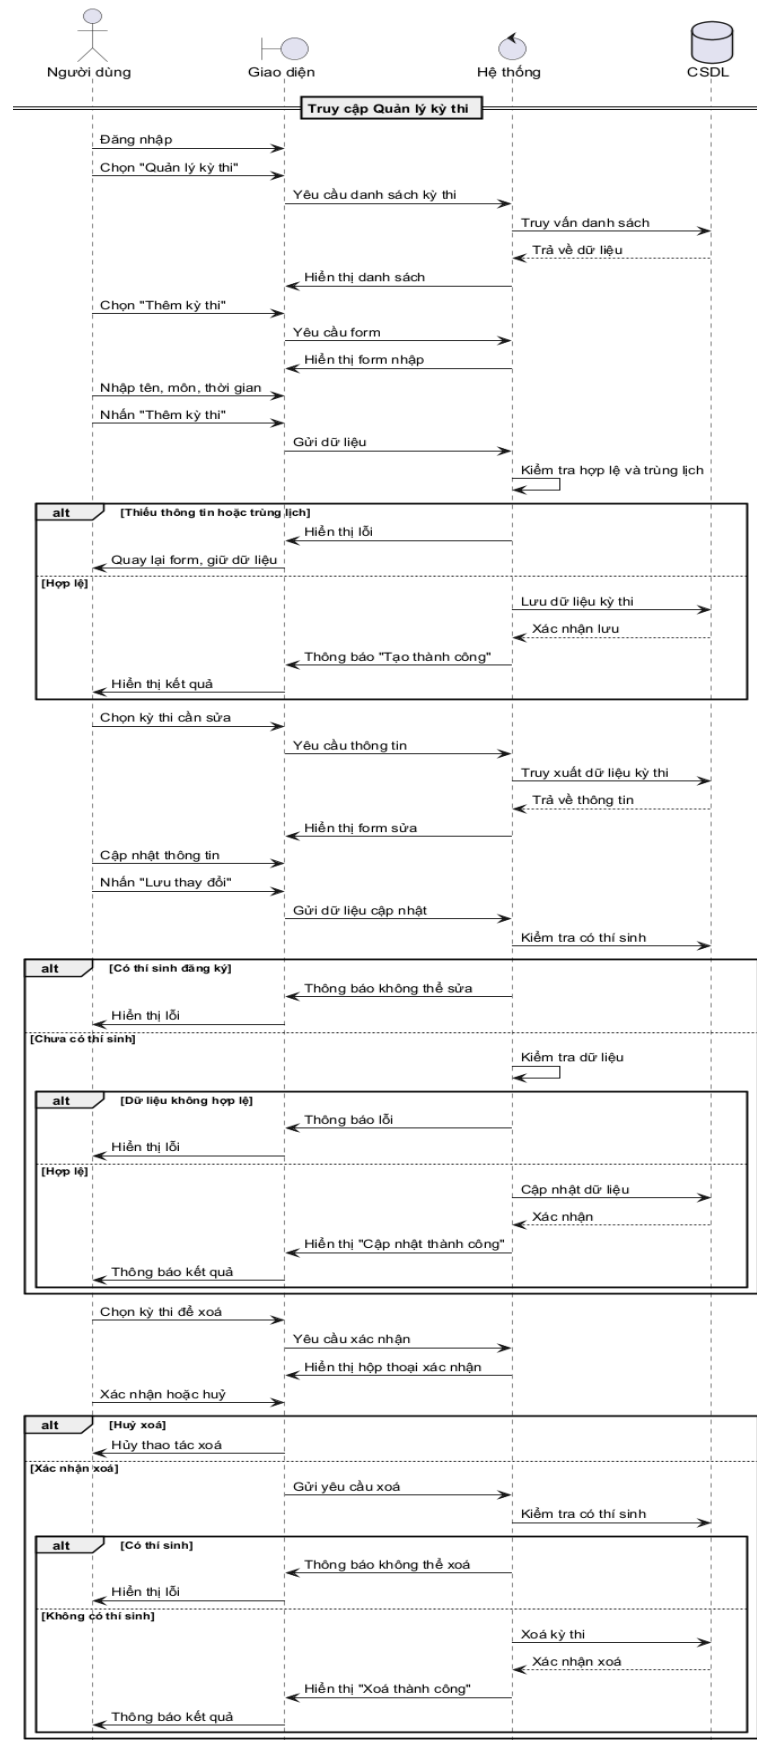 Người dùng
Giao diện
Hệ thống
CSDL
Truy cập Quản lý kỳ thi
Đăng nhập
Chọn "Quản lý kỳ thi"
Yêu cầu danh sách kỳ thi
Truy vấn danh sách
Trả về dữ liệu
Hiển thị danh sách
Chọn "Thêm kỳ thi"
Yêu cầu form
Hiển thị form nhập
Nhập tên, môn, thời gian
Nhấn "Thêm kỳ thi"
Gửi dữ liệu
Kiểm tra hợp lệ và trùng lịch
alt
[Thiếu thông tin hoặc trùng lịch]
Hiển thị lỗi
Quay lại form, giữ dữ liệu
[Hợp lệ]
Lưu dữ liệu kỳ thi
Xác nhận lưu
Thông báo "Tạo thành công"
Hiển thị kết quả
Chọn kỳ thi cần sửa
Yêu cầu thông tin
Truy xuất dữ liệu kỳ thi
Trả về thông tin
Hiển thị form sửa
Cập nhật thông tin
Nhấn "Lưu thay đổi"
Gửi dữ liệu cập nhật
Kiểm tra có thí sinh
alt
[Có thí sinh đăng ký]
Thông báo không thể sửa
Hiển thị lỗi
[Chưa có thí sinh]
Kiểm tra dữ liệu
alt
[Dữ liệu không hợp lệ]
Thông báo lỗi
Hiển thị lỗi
[Hợp lệ]
Cập nhật dữ liệu
Xác nhận
Hiển thị "Cập nhật thành công"
Thông báo kết quả
Chọn kỳ thi để xoá
Yêu cầu xác nhận
Hiển thị hộp thoại xác nhận
Xác nhận hoặc huỷ
alt
[Huỷ xoá]
Hủy thao tác xoá
[Xác nhận xoá]
Gửi yêu cầu xoá
Kiểm tra có thí sinh
alt
[Có thí sinh]
Thông báo không thể xoá
Hiển thị lỗi
[Không có thí sinh]
Xoá kỳ thi
Xác nhận xoá
Hiển thị "Xoá thành công"
Thông báo kết quả